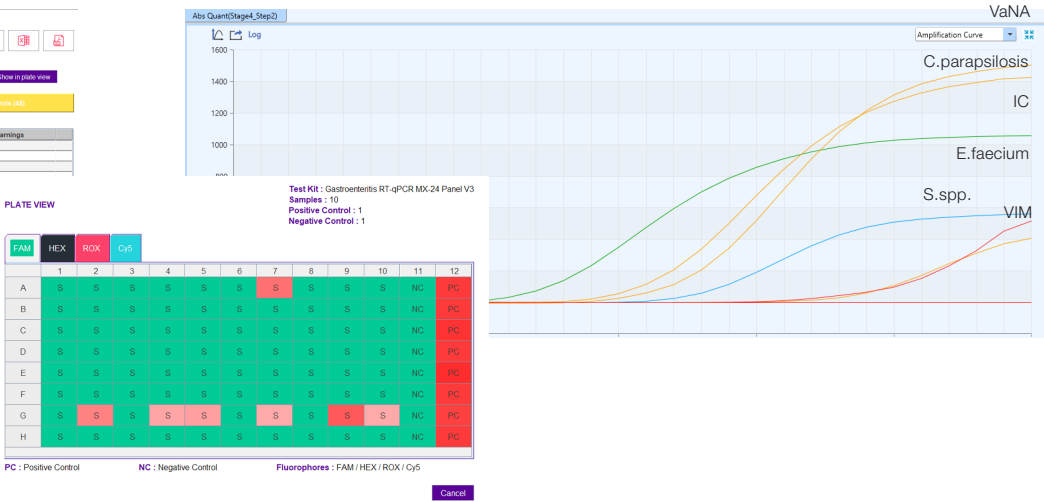 VaNA
Abs Quant(Stage4_Step2)
Log
Amplification Curve
1600
1400
1200
1000
C.parapsilosis
IC
E.faecium
S.spp.
VIM
Show in plate view
PLATE VIEW
Test Kit : Gastroenteritis RT-qPCR MX-24 Panel V3
Samples : 10
Positive Control : 1
Negative Control : 1
FAM HEX ROX Cy5
1 2 3 4 5 6 7 8 9 10 11 12
A S S S S S S S S S S NC PC
B S S S S S S S S S S NC PC
C S S S S S S S S S S NC PC
D S S S S S S S S S S NC PC
E S S S S S S S S S S NC PC
F S S S S S S S S S S NC PC
G S S S S S S S S S S NC PC
H S S S S S S S S S S NC PC
PC : Positive Control NC : Negative Control Fluorophores : FAM / HEX / ROX / Cy5
Cancel